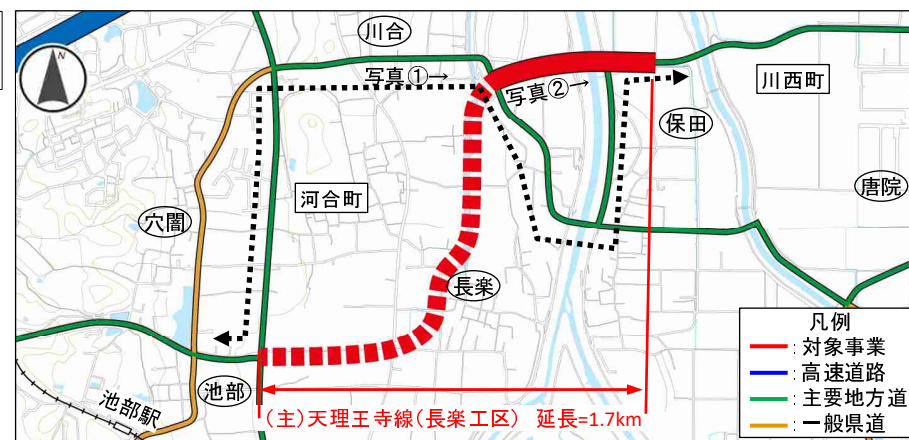 N
川合
写真①→
写真②→
川西町
保田
唐院
河合町
穴闇
長楽
池部
池部駅
(主)天理王寺線(長楽工区) 延長=1.7km
凡例
:対象事業
:高速道路
:主要地方道
:一般県道